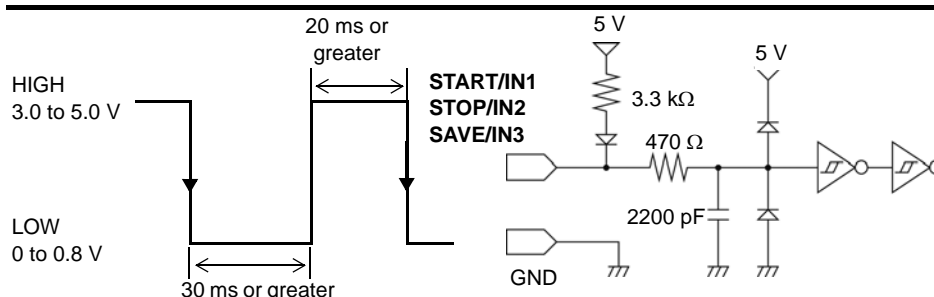 20 ms or
greater
HIGH
3.0 to 5.0 V
LOW
0 to 0.8 V
30 ms or greater
START/IN1
STOP/IN2
SAVE/IN3
5 V
5 V
3.3 kΩ
470 Ω
2200 pF
GND